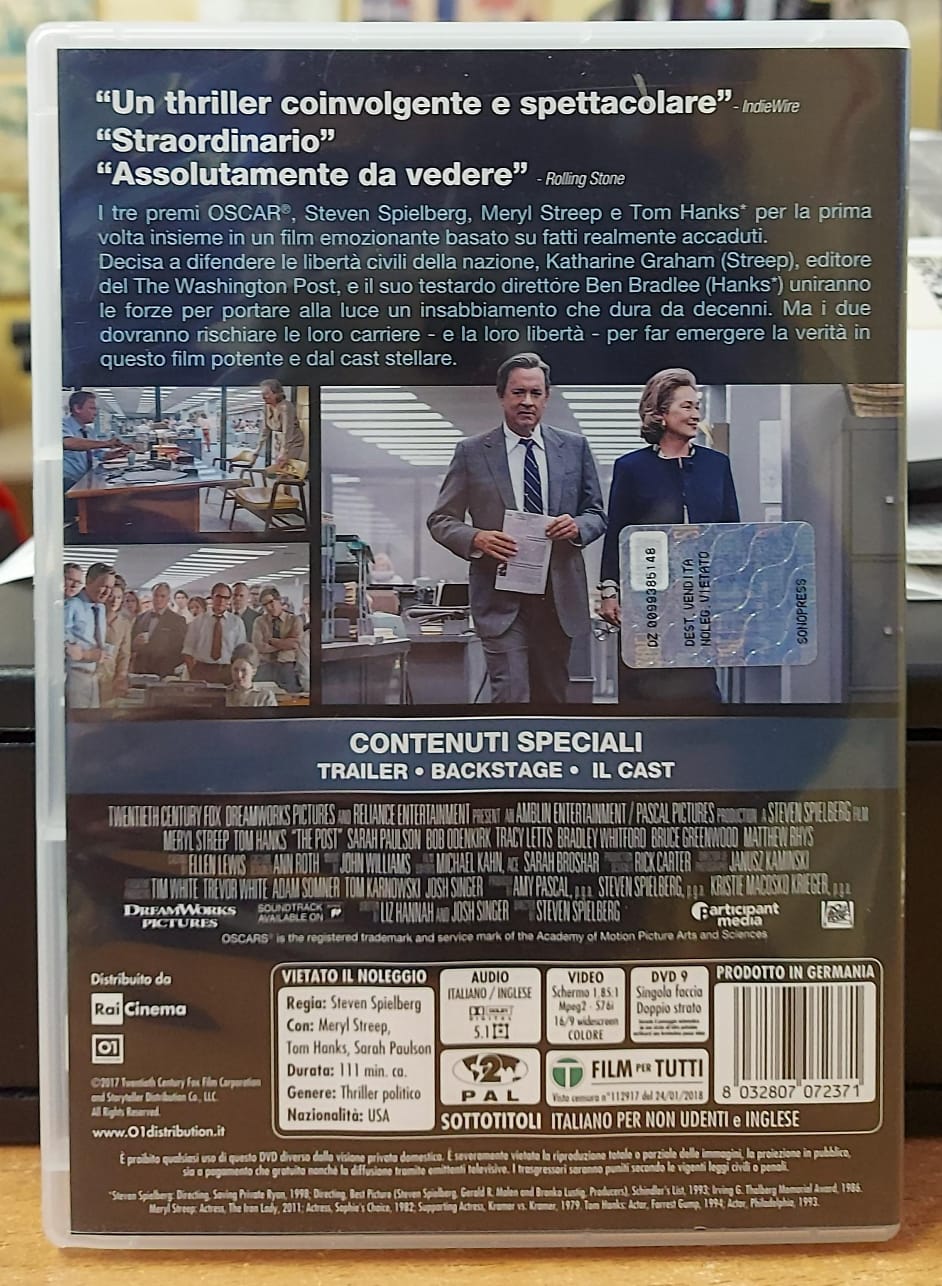 “Un thriller coinvolgente e spettacolare” - IndieWire
“Straordinario”
“Assolutamente da vedere” - Rolling Stone
I tre premi OSCAR®, Steven Spielberg, Meryl Streep e Tom Hanks* per la prima
volta insieme in un film emozionante basato su fatti realmente accaduti.
Decisa a difendere le libertà civili della nazione, Katharine Graham (Streep), editore
del The Washington Post, e il suo testardo direttore Ben Bradlee (Hanks*) uniranno
le forze per portare alla luce un insabbiamento che dura da decenni. Ma i due
dovranno rischiare le loro carriere - e la loro libertà - per far emergere la verità in
questo film potente e dal cast stellare.
DZ 0099385148
DEST.VENDITA
NOLEG.VIETATO
SONOPRESS
CONTENUTI SPECIALI
TRAILER • BACKSTAGE • IL CAST
TWENTIETH CENTURY FOX DREAMWORKS PICTURES AND RELIANCE ENTERTAINMENT PRESENT AN AMBLIN ENTERTAINMENT / PASCAL PICTURES PRODUCTION A STEVEN SPIELBERG FILM
MERYL STREEP TOM HANKS "THE POST" SARAH PAULSON BOB ODENKIRK TRACY LETTS BRADLEY WHITFORD BRUCE GREENWOOD MATTHEW RHYS
ELLEN LEWIS ANN ROTH JOHN WILLIAMS MICHAEL KAHN, ACE SARAH BROSHAR RICK CARTER JANUSZ KAMINSKI
TIM WHITE TREVOR WHITE ADAM SOMNER TOM KARNOWSKI JOSH SINGER AMY PASCAL, p.g.a. STEVEN SPIELBERG, p.g.a. KRISTIE MACOSKO KRIEGER, p.g.a.
DREAMWORKS PICTURES
SOUNDTRACK AVAILABLE ON
LIZ HANNAH AND JOSH SINGER STEVEN SPIELBERG
Participant media
OSCARS® is the registered trademark and service mark of the Academy of Motion Picture Arts and Sciences
Distribuito da
Rai Cinema
01
©2017 Twentieth Century Fox Film Corporation
and Storyteller Distribution Co., LLC.
All Rights Reserved.
www.01distribution.it
VIETATO IL NOLEGGIO
Regia: Steven Spielberg
Con: Meryl Streep,
Tom Hanks, Sarah Paulson
Durata: 111 min. ca.
Genere: Thriller politico
Nazionalità: USA
AUDIO
ITALIANO / INGLESE
DOLBY DIGITAL
5.1
VIDEO
Schermo 1,85:1
Mpeg2 - 576i
16/9 widescreen
COLORE
DVD 9
Singola faccia
Doppio strato
2
PAL
T FILM PER TUTTI
Visto censura n°112917 del 24/01/2018
SOTTOTITOLI ITALIANO PER NON UDENTI e INGLESE
PRODOTTO IN GERMANIA
8 032807 072371
È proibito qualsiasi uso di questo DVD diverso dalla visione privata domestica. È severamente vietata la riproduzione totale o parziale delle immagini, la proiezione in pubblico,
sia a pagamento che gratuita nonché la diffusione tramite emittenti televisive. I trasgressori saranno puniti secondo le vigenti leggi civili o penali.
*Steven Spielberg: Directing, Saving Private Ryan, 1998; Directing, Best Picture (Steven Spielberg, Gerald R. Molen and Branko Lustig, Producers), Schindler's List, 1993; Irving G. Thalberg Memorial Award, 1986.
Meryl Streep: Actress, The Iron Lady, 2011; Actress, Sophie's Choice, 1982; Supporting Actress, Kramer vs. Kramer, 1979. Tom Hanks: Actor, Forrest Gump, 1994; Actor, Philadelphia, 1993.